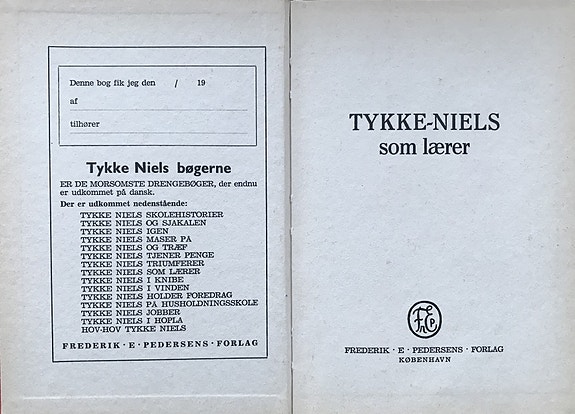 Denne bog fik jeg den / 19
af
tilhører
Tykke Niels bøgerne
ER DE MORSOMSTE DRENGEBØGER, der endnu
er udkommet på dansk.
Der er udkommet nedenstående:
TYKKE NIELS SKOLEHISTORIER
TYKKE NIELS OG SJAKALEN
TYKKE NIELS IGEN
TYKKE NIELS MASER PÅ
TYKKE NIELS OG TRÆF
TYKKE NIELS TJENER PENGE
TYKKE NIELS TRIUMFERER
TYKKE NIELS SOM LÆRER
TYKKE NIELS I KNIBE
TYKKE NIELS I VINDEN
TYKKE NIELS HOLDER FOREDRAG
TYKKE NIELS PÅ HUSHOLDNINGSSKOLE
TYKKE NIELS JOBBER
TYKKE NIELS I HOPLA
HOV-HOV TYKKE NIELS
FREDERIK · E · PEDERSENS · FORLAG
TYKKE-NIELS
som lærer
FREDERIK · E · PEDERSENS · FORLAG
KØBENHAVN